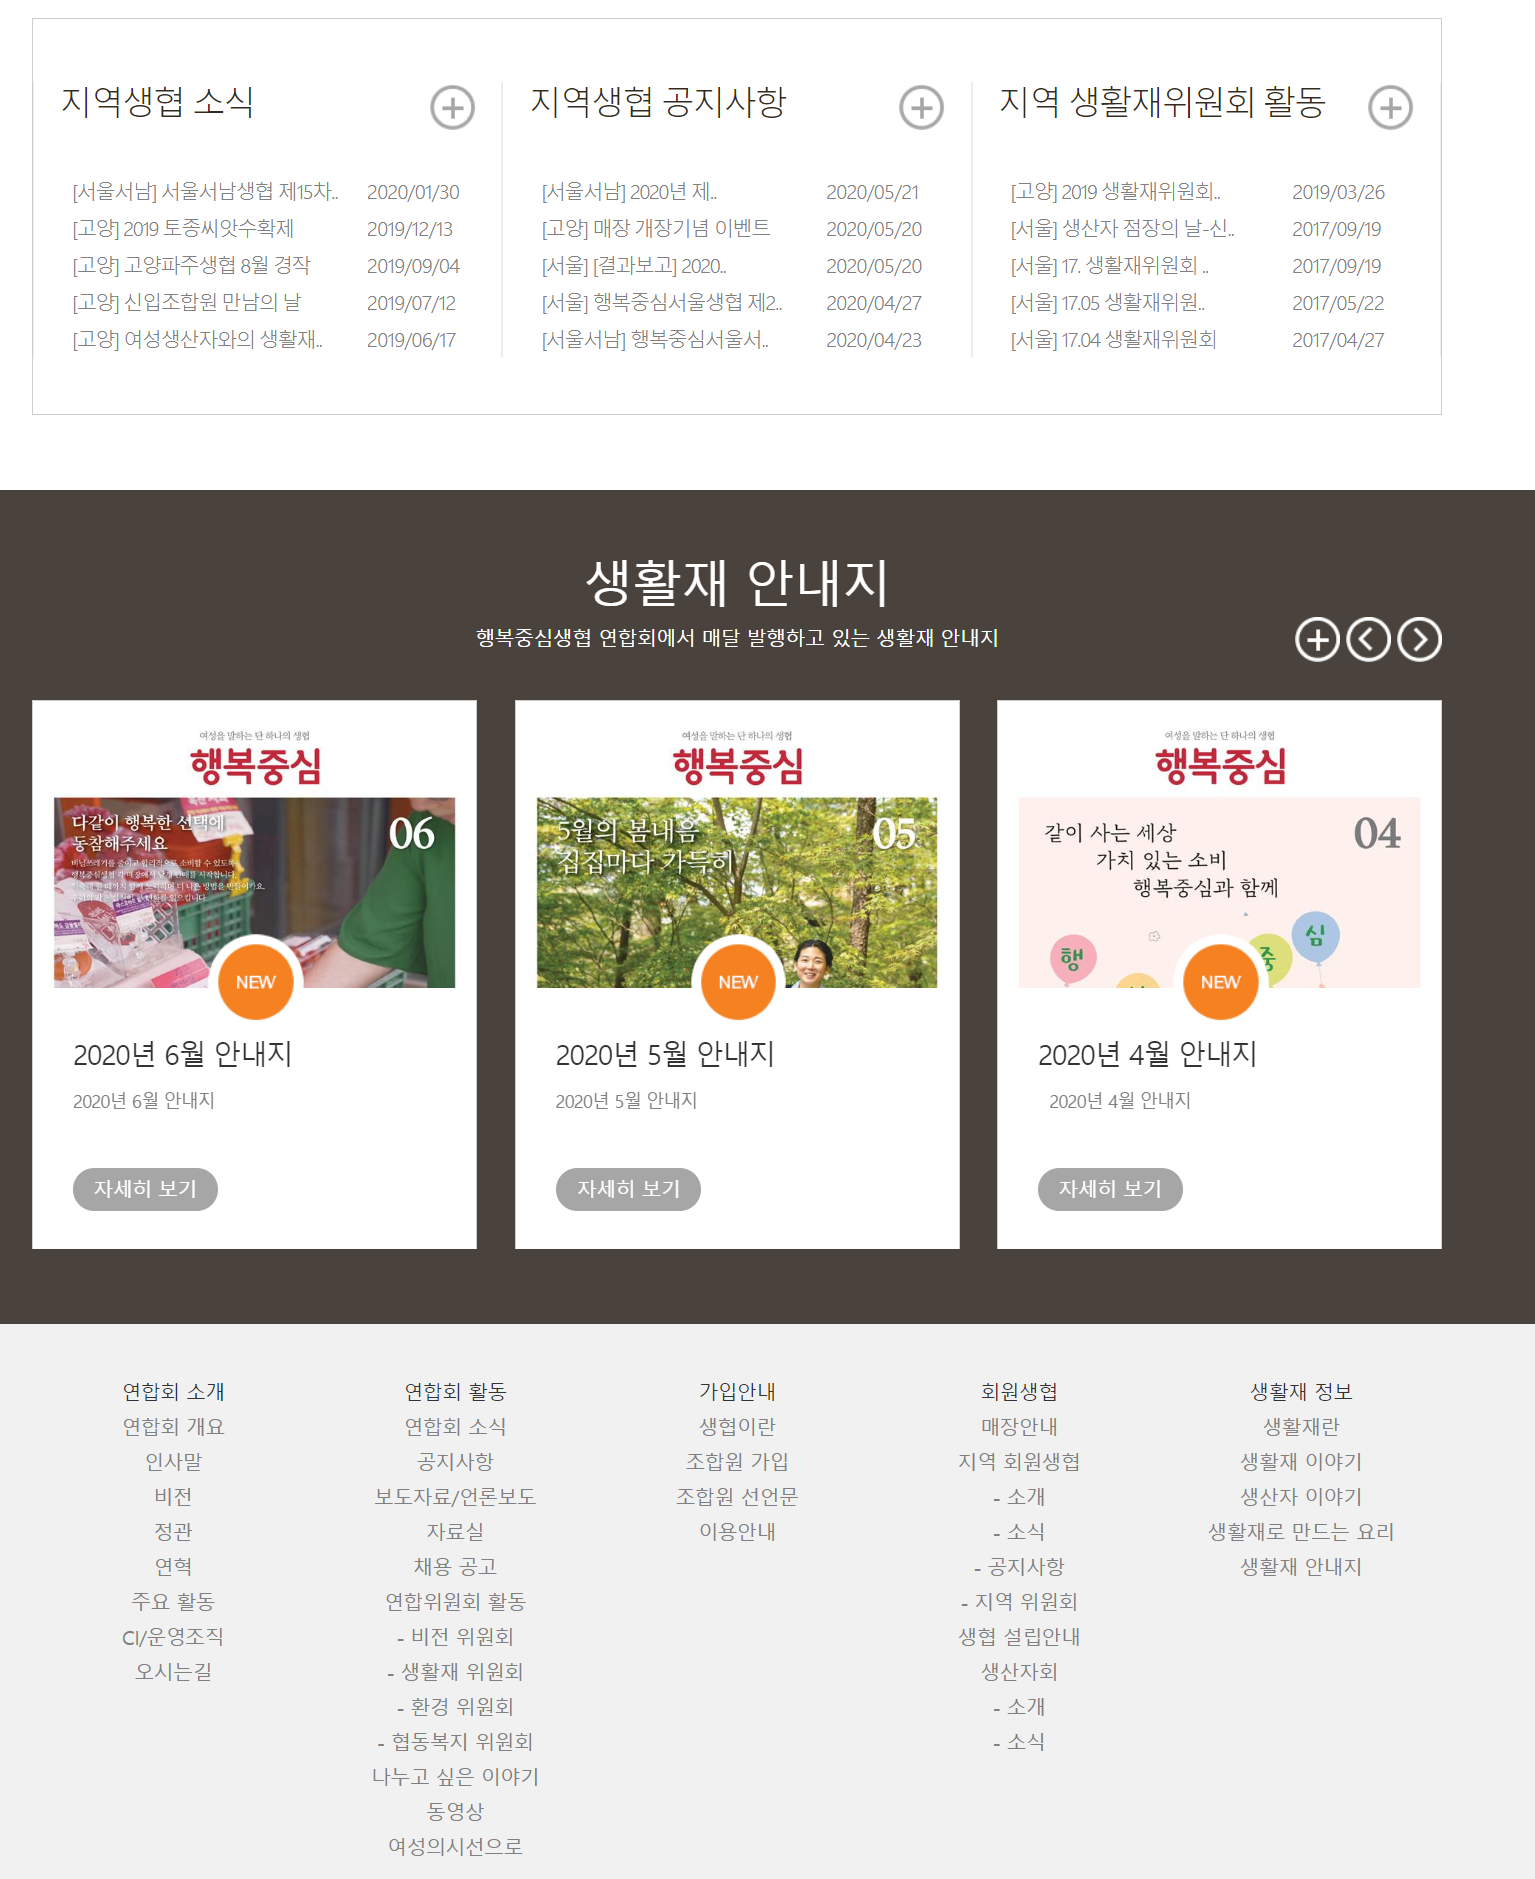 지역생협 소식
[서울서남] 서울서남생협 제15차.. 2020/01/30
[고양] 2019 토종씨앗수확제 2019/12/13
[고양] 고양파주생협 8월 경작 2019/09/04
[고양] 신입조합원 만남의 날 2019/07/12
[고양] 여성생산자와의 생활재.. 2019/06/17
지역생협 공지사항
[서울서남] 2020년 제.. 2020/05/21
[고양] 매장 개장기념 이벤트 2020/05/20
[서울] [결과보고] 2020.. 2020/05/20
[서울] 행복중심서울생협 제2.. 2020/04/27
[서울서남] 행복중심서울서.. 2020/04/23
지역 생활재위원회 활동
[고양] 2019 생활재위원회.. 2019/03/26
[서울] 생산자 점장의 날-신.. 2017/09/19
[서울] 17. 생활재위원회 .. 2017/09/19
[서울] 17.05 생활재위원.. 2017/05/22
[서울] 17.04 생활재위원회 2017/04/27
생활재 안내지
행복중심생협 연합회에서 매달 발행하고 있는 생활재 안내지
여성을 말하는 단 하나의 생협
행복중심
다같이 행복한 선택에
동참해주세요
06
비닐쓰레기를 줄이고 합리적으로 소비할 수 있도록
NEW
2020년 6월 안내지
2020년 6월 안내지
자세히 보기
여성을 말하는 단 하나의 생협
행복중심
5월의 봄내음
집집마다 가득히
05
NEW
2020년 5월 안내지
2020년 5월 안내지
자세히 보기
여성을 말하는 단 하나의 생협
행복중심
같이 사는 세상
가치 있는 소비
행복중심과 함께
04
행
중
심
NEW
2020년 4월 안내지
2020년 4월 안내지
자세히 보기
연합회 소개
연합회 개요
인사말
비전
정관
연혁
주요 활동
CI/운영조직
오시는길
연합회 활동
연합회 소식
공지사항
보도자료/언론보도
자료실
채용 공고
연합위원회 활동
- 비전 위원회
- 생활재 위원회
- 환경 위원회
- 협동복지 위원회
나누고 싶은 이야기
동영상
여성의시선으로
가입안내
생협이란
조합원 가입
조합원 선언문
이용안내
회원생협
매장안내
지역 회원생협
- 소개
- 소식
- 공지사항
- 지역 위원회
생협 설립안내
생산자회
- 소개
- 소식
생활재 정보
생활재란
생활재 이야기
생산자 이야기
생활재로 만드는 요리
생활재 안내지